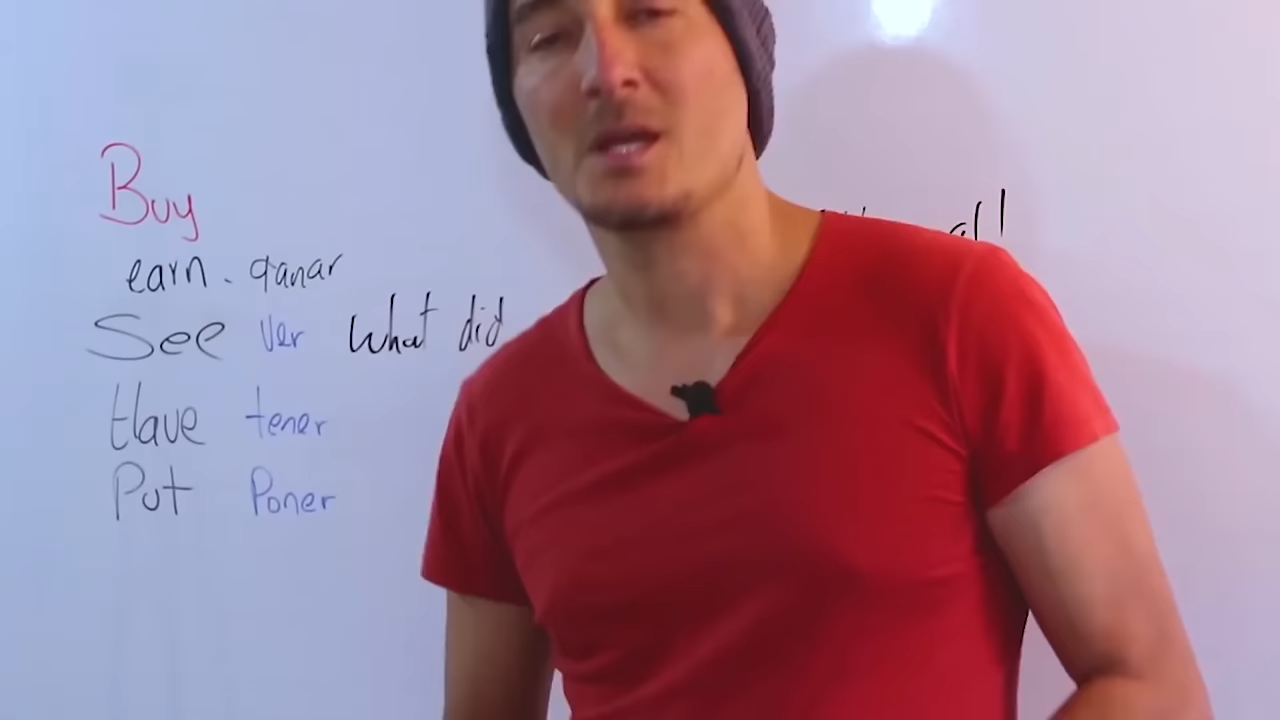 Buy
earn - ganar
See ver What did
Have tener
Put Poner